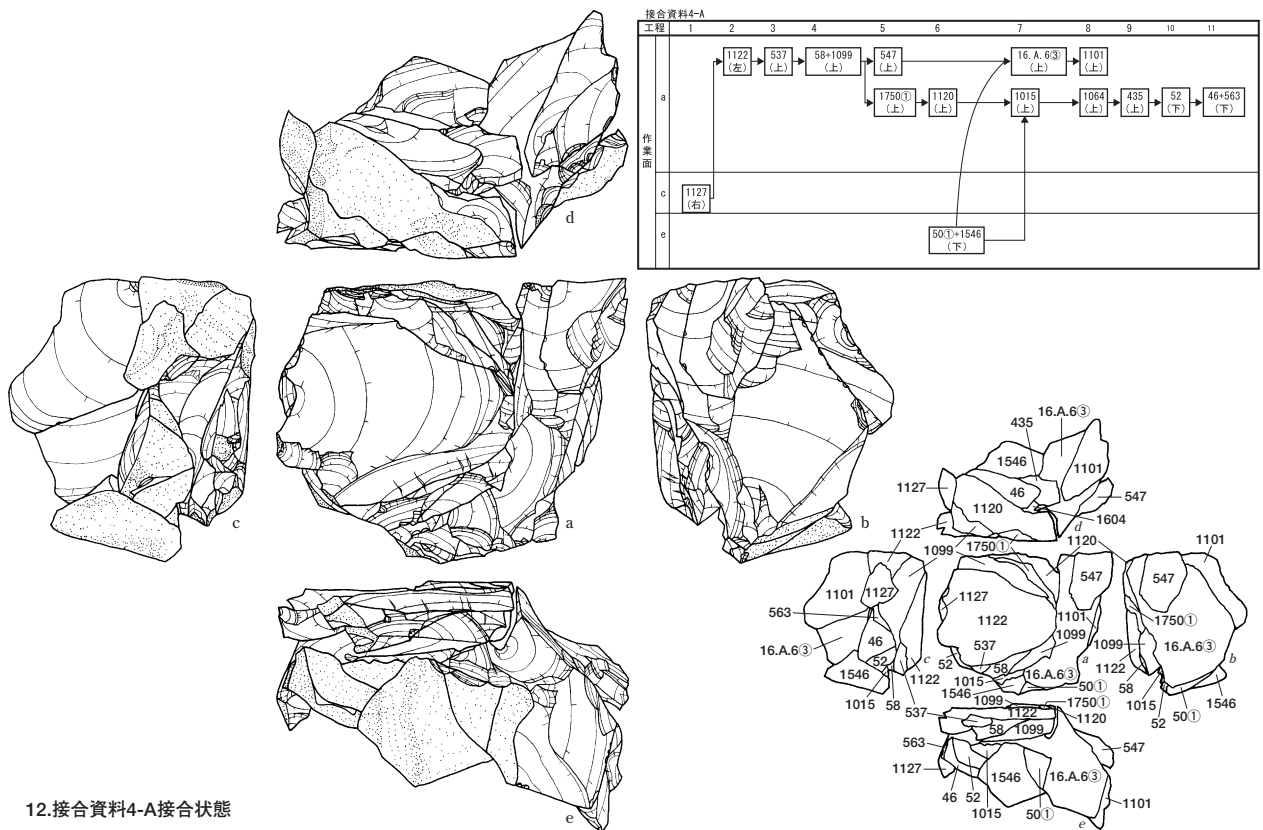 接合資料4-A
工程 1 2 3 4 5 6 7 8 9 10 11
作業面
a
1122
(左)
537
(上)
58+1099
(上)
547
(上)
16.A.6③
(上)
1101
(上)
1750①
(上)
1120
(上)
1015
(上)
1064
(上)
435
(上)
52
(下)
46+563
(下)
c
1127
(右)
e
50①+1546
(下)
d
c
a
b
e
16.A.6③
435
1546
1101
1127
46
547
1120
1604
d
1122
1099
1750①
1120
1101
1101
1127
547
547
1127
563
1122
1101
1750①
46
1099
1099
16.A.6③
16.A.6③
537
c
52
52
58
16.A.6③
a
1122
b
1546
1122
1015
50①
58
1015
1546
1015
58
1546
537
1099
1750①
52
50①
1122
1120
58
1099
563
547
1127
1546
16.A.6③
46
52
1015
50①
1101
e
12.接合資料4-A接合状態